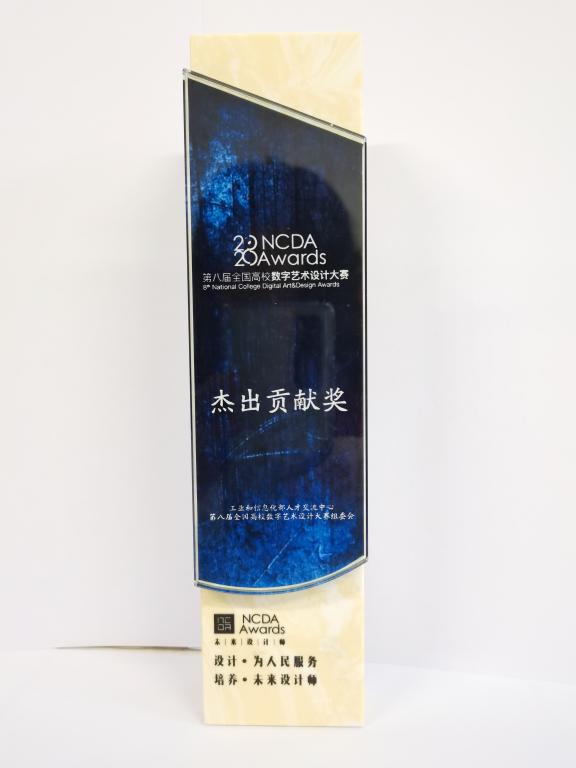 2020 NCDA Awards
第八届全国高校数字艺术设计大赛
8th National College Digital Art&Design Awards
杰出贡献奖
工业和信息化部人才交流中心
第八届全国高校数字艺术设计大赛组委会
NCDA
NCDA
Awards
未|来|设|计|师
设计·为人民服务
培养·未来设计师